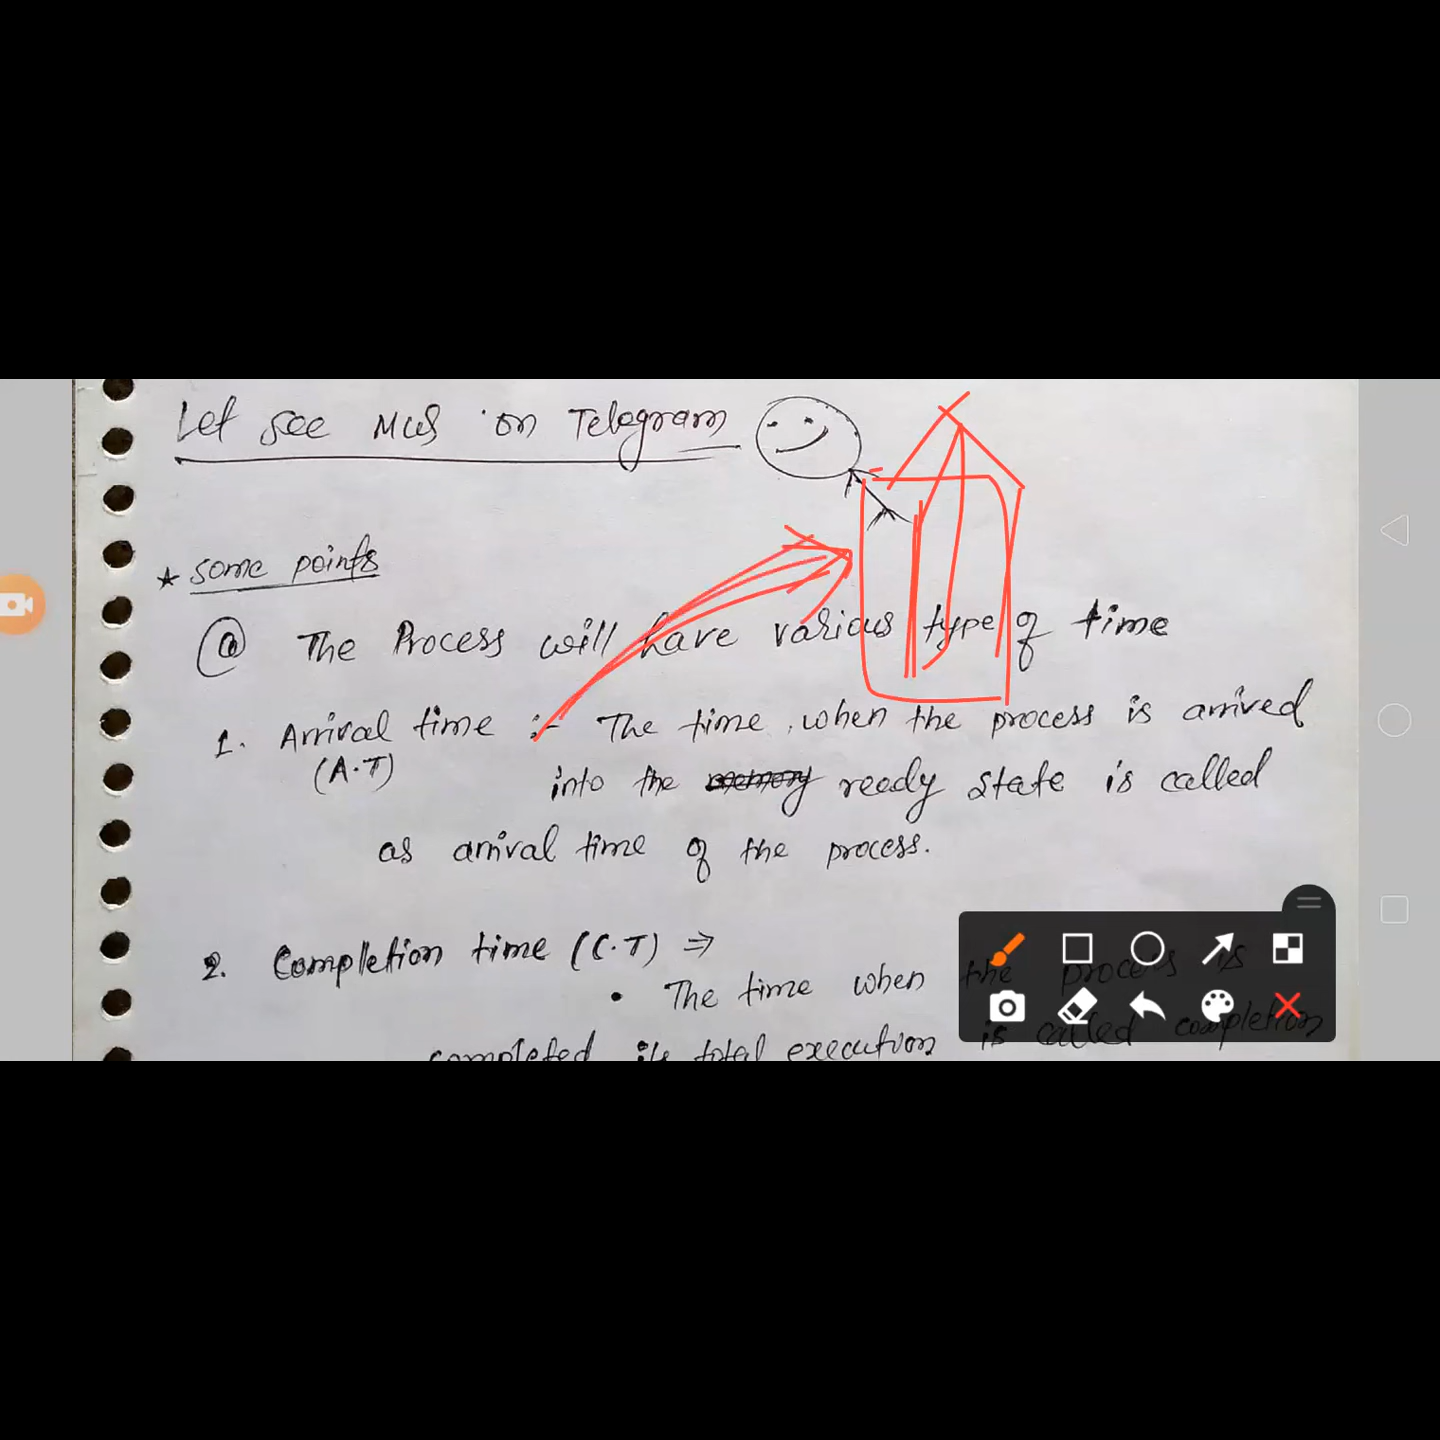 Let see MCQ on Telegram
★ some points
@ The Process will have various type of time
1. Arrival time :- The time, when the process is arrived
(A.T) into the ready state is called
as arrival time of the process.
2. Completion time (C.T) ⇒
• The time when the process is
completed its total execution is called completion